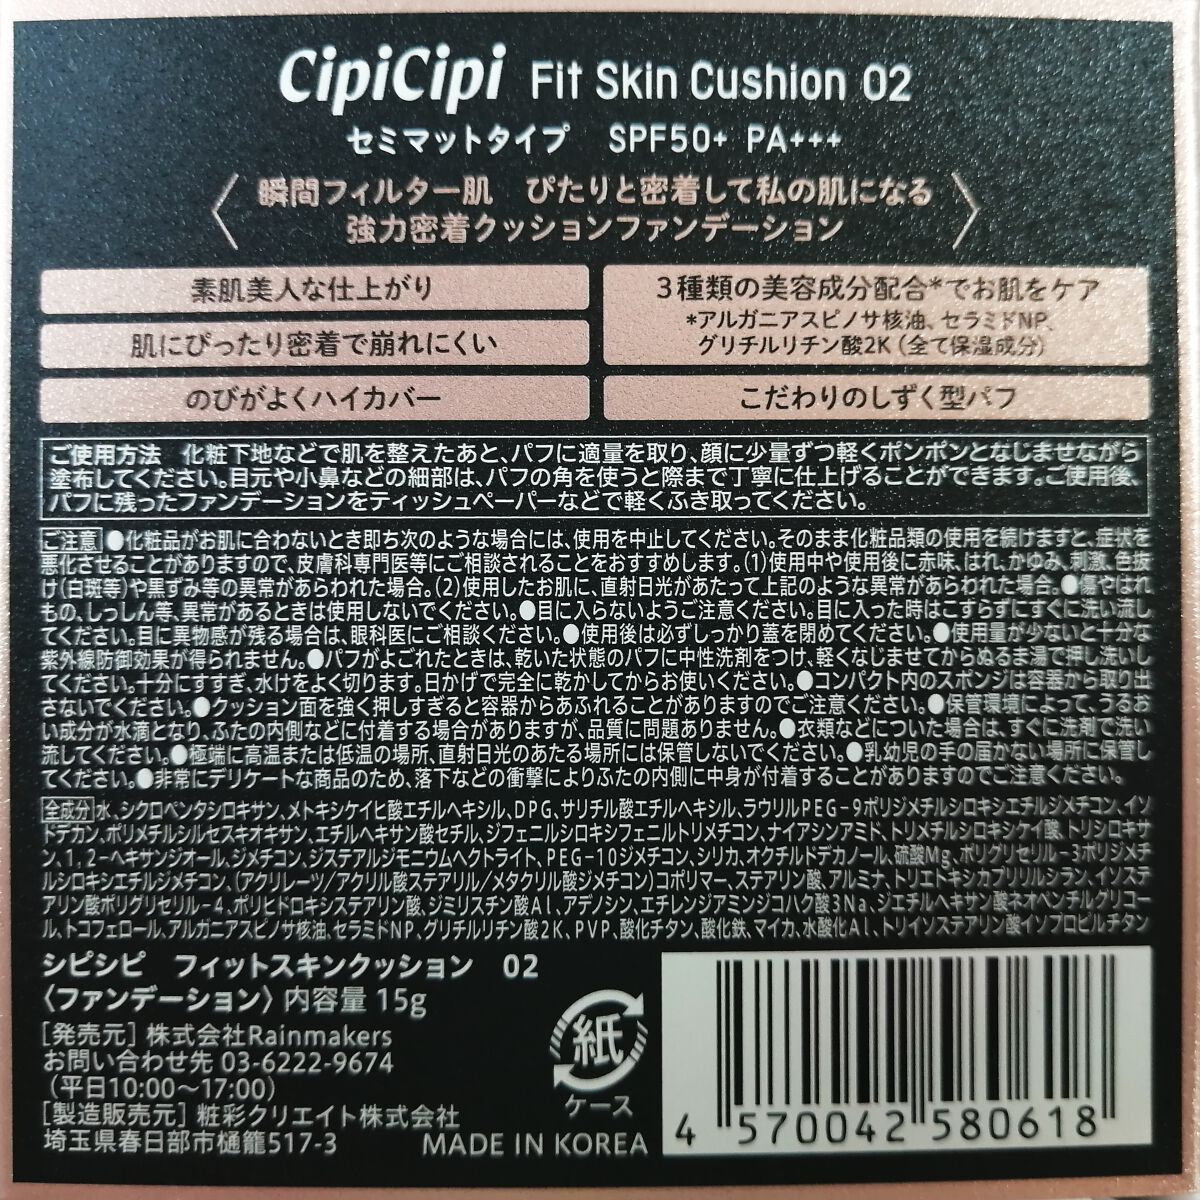 CipiCipi Fit Skin Cushion 02
セミマットタイプ SPF50+ PA+++
瞬間フィルター肌 ぴたりと密着して私の肌になる
強力密着クッションファンデーション
素肌美人な仕上がり
肌にぴったり密着で崩れにくい
のびがよくハイカバー
3種類の美容成分配合*でお肌をケア
*アルガニアスピノサ核油、セラミドNP、
グリチルリチン酸2K(全て保湿成分)
こだわりのしずく型パフ
ご使用方法 化粧下地などで肌を整えたあと、パフに適量を取り、顔に少量ずつ軽くポンポンとなじませながら
塗布してください。目元や小鼻などの細部は、パフの角を使うと際まで丁寧に仕上げることができます。ご使用後、
パフに残ったファンデーションをティッシュペーパーなどで軽くふき取ってください。
ご注意 ●化粧品がお肌に合わないとき即ち次のような場合には、使用を中止してください。そのまま化粧品類の使用を続けますと、症状を
悪化させることがありますので、皮膚科専門医等にご相談されることをおすすめします。(1)使用中や使用後に赤味、はれ、かゆみ、刺激、色抜
け(白斑等)や黒ずみ等の異常があらわれた場合。(2)使用したお肌に、直射日光があたって上記のような異常があらわれた場合。●傷やはれ
もの、しっしん等、異常があるときは使用しないでください。●目に入らないようご注意ください。目に入った時はこすらずにすぐに洗い流し
てください。目に異物感が残る場合は、眼科医にご相談ください。●使用後は必ずしっかり蓋を閉めてください。●使用量が少ないと十分な
紫外線防御効果が得られません。●パフがよごれたときは、乾いた状態のパフに中性洗剤をつけ、軽くなじませてからぬるま湯で押し洗いし
てください。十分にすすぎ、水けをよく切ります。日かげで完全に乾かしてからお使いください。●コンパクト内のスポンジは容器から取り出
さないでください。●クッション面を強く押しすぎると容器からあふれることがありますのでご注意ください。●保管環境によって、うるお
い成分が水滴となり、ふたの内側などに付着する場合がありますが、品質に問題ありません。●衣類などについた場合は、すぐに洗剤で洗い
流してください。●極端に高温または低温の場所、直射日光のあたる場所には保管しないでください。●乳幼児の手の届かない場所に保管し
てください。●非常にデリケートな商品のため、落下などの衝撃によりふたの内側に中身が付着することがありますのでご注意ください。
全成分 水、シクロペンタシロキサン、メトキシケイヒ酸エチルヘキシル、DPG、サリチル酸エチルヘキシル、ラウリルPEG-9ポリジメチルシロキシエチルジメチコン、イソ
ドデカン、ポリメチルシルセスキオキサン、エチルヘキサン酸セチル、ジフェニルシロキシフェニルトリメチコン、ナイアシンアミド、トリメチルシロキシケイ酸、トリシロキサ
ン、1,2-ヘキサンジオール、ジメチコン、ジステアルジモニウムヘクトライト、PEG-10ジメチコン、シリカ、オクチルドデカノール、硫酸Mg、ポリグリセリル-3ポリジメチ
ルシロキシエチルジメチコン、(アクリレーツ/アクリル酸ステアリル/メタクリル酸ジメチコン)コポリマー、ステアリン酸、アルミナ、トリエトキシカプリリルシラン、イソステ
アリン酸ポリグリセリル-4、ポリヒドロキシステアリン酸、ジミリスチン酸Al、アデノシン、エチレンジアミンジコハク酸3Na、ジエチルヘキサン酸ネオペンチルグリコー
ル、トコフェロール、アルガニアスピノサ核油、セラミドNP、グリチルリチン酸2K、PVP、酸化チタン、酸化鉄、マイカ、水酸化Al、トリイソステアリン酸イソプロピルチタン
シピシピ フィットスキンクッション 02
〈ファンデーション〉内容量 15g
[発売元] 株式会社Rainmakers
お問い合わせ先 03-6222-9674
(平日10:00〜17:00)
[製造販売元] 粧彩クリエイト株式会社
埼玉県春日部市樋籠517-3
MADE IN KOREA
紙
ケース
4 570042 580618